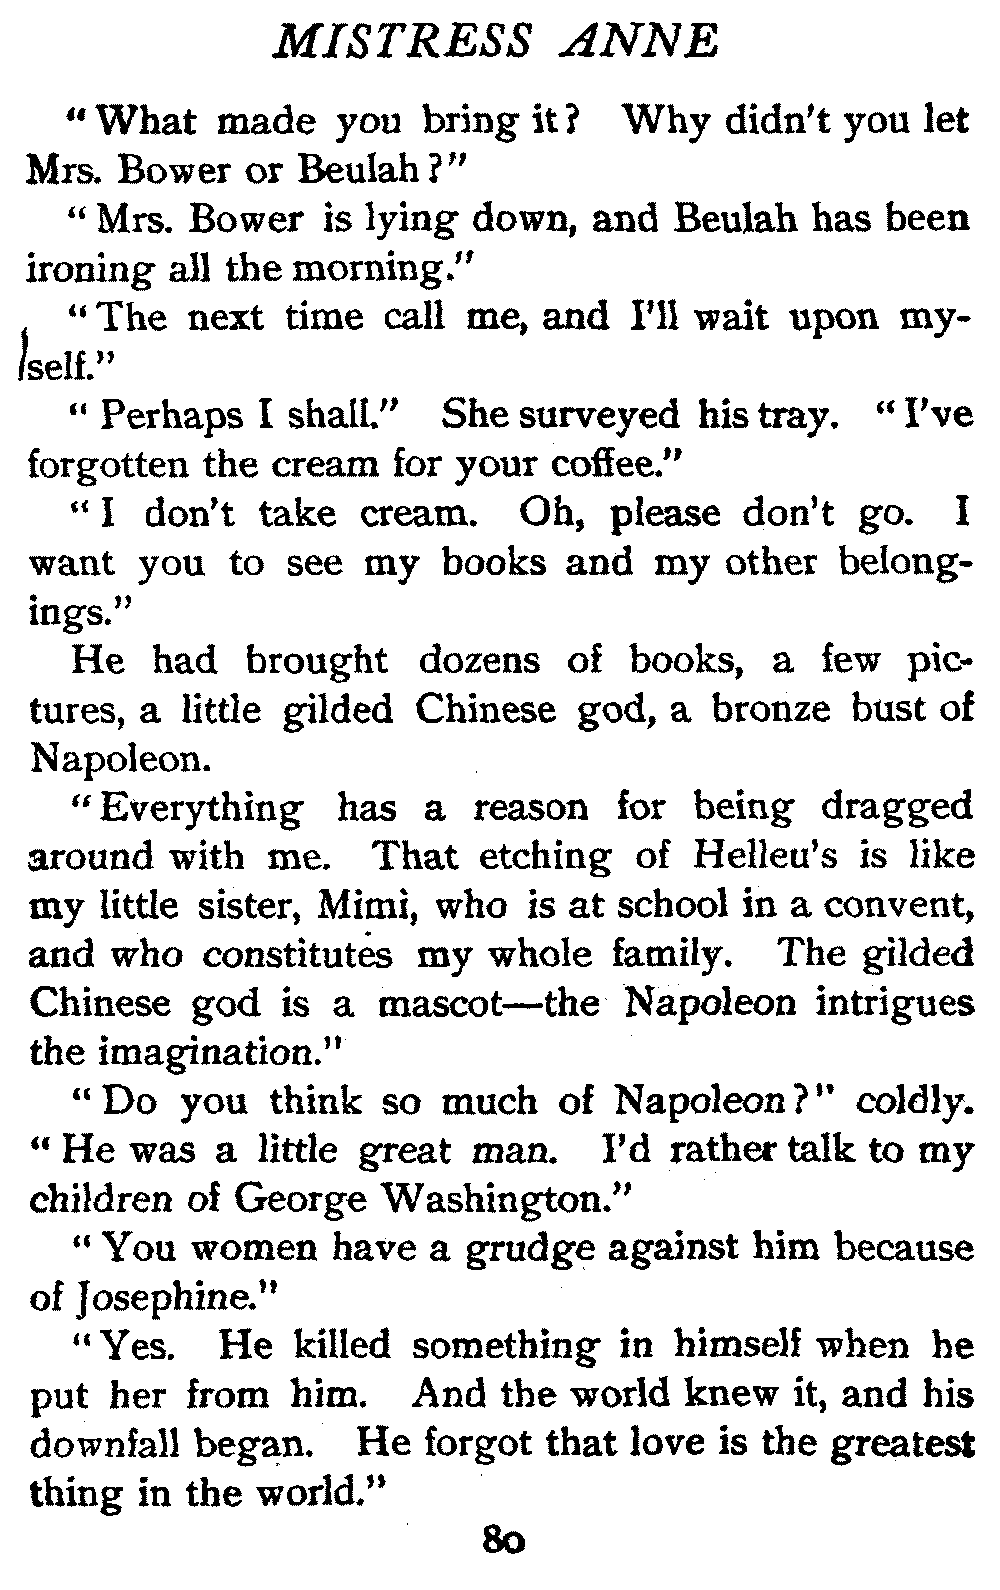 MISTRESS ANNE
“What made you bring it? Why didn't you let
Mrs. Bower or Beulah?”
“Mrs. Bower is lying down, and Beulah has been
ironing all the morning.”
“The next time call me, and I'll wait upon my-
self.”
“Perhaps I shall.” She surveyed his tray. “I've
forgotten the cream for your coffee.”
“I don't take cream. Oh, please don't go. I
want you to see my books and my other belong-
ings.”
He had brought dozens of books, a few pic-
tures, a little gilded Chinese god, a bronze bust of
Napoleon.
“Everything has a reason for being dragged
around with me. That etching of Helleu's is like
my little sister, Mimi, who is at school in a convent,
and who constitutes my whole family. The gilded
Chinese god is a mascot—the Napoleon intrigues
the imagination.”
“Do you think so much of Napoleon?” coldly.
“He was a little great man. I'd rather talk to my
children of George Washington.”
“You women have a grudge against him because
of Josephine.”
“Yes. He killed something in himself when he
put her from him. And the world knew it, and his
downfall began. He forgot that love is the greatest
thing in the world.”
80